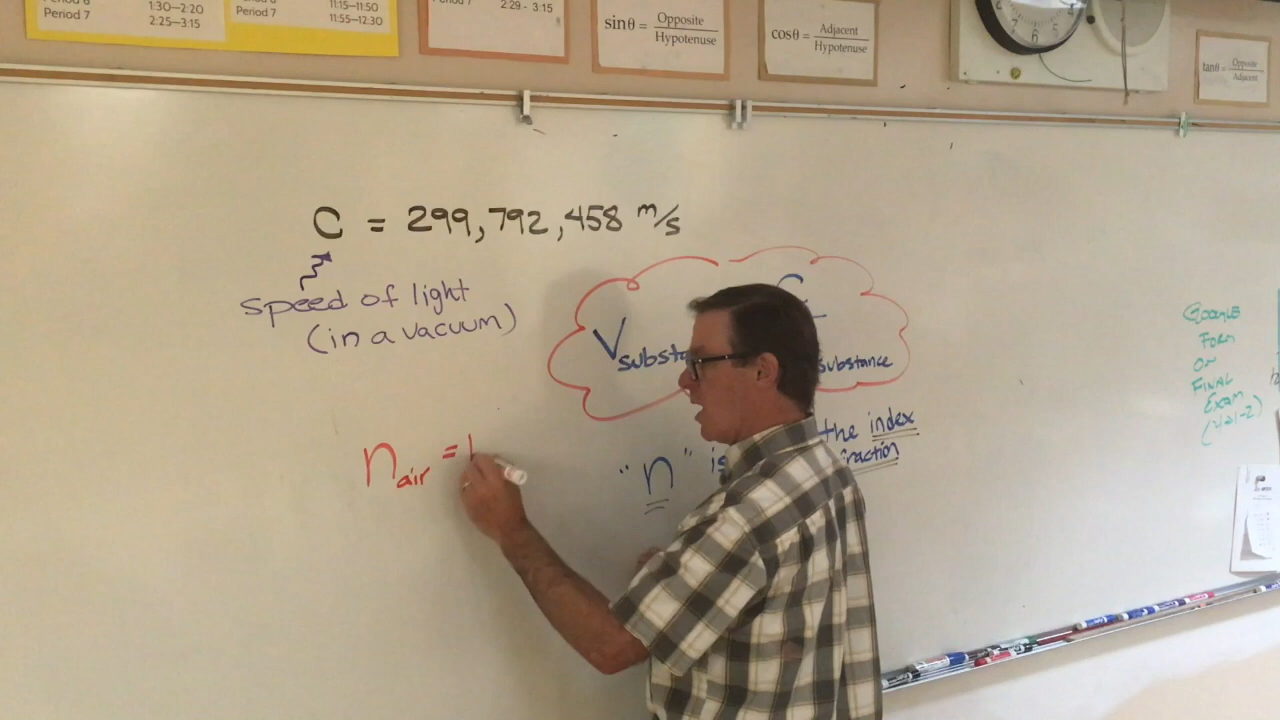 Period 7
1:30—2:20
2:25—3:15
Period 7
11:15—11:50
11:55—12:30
2:29 - 3:15
sinθ = Opposite
Hypotenuse
cosθ = Adjacent
Hypotenuse
tanθ = Opposite
Adjacent
C = 299,792,458 m/s
speed of light
(in a vacuum)
V
substance
n air =
"n" is the index
GOOGLE
FORM
ON
FINAL
EXAM